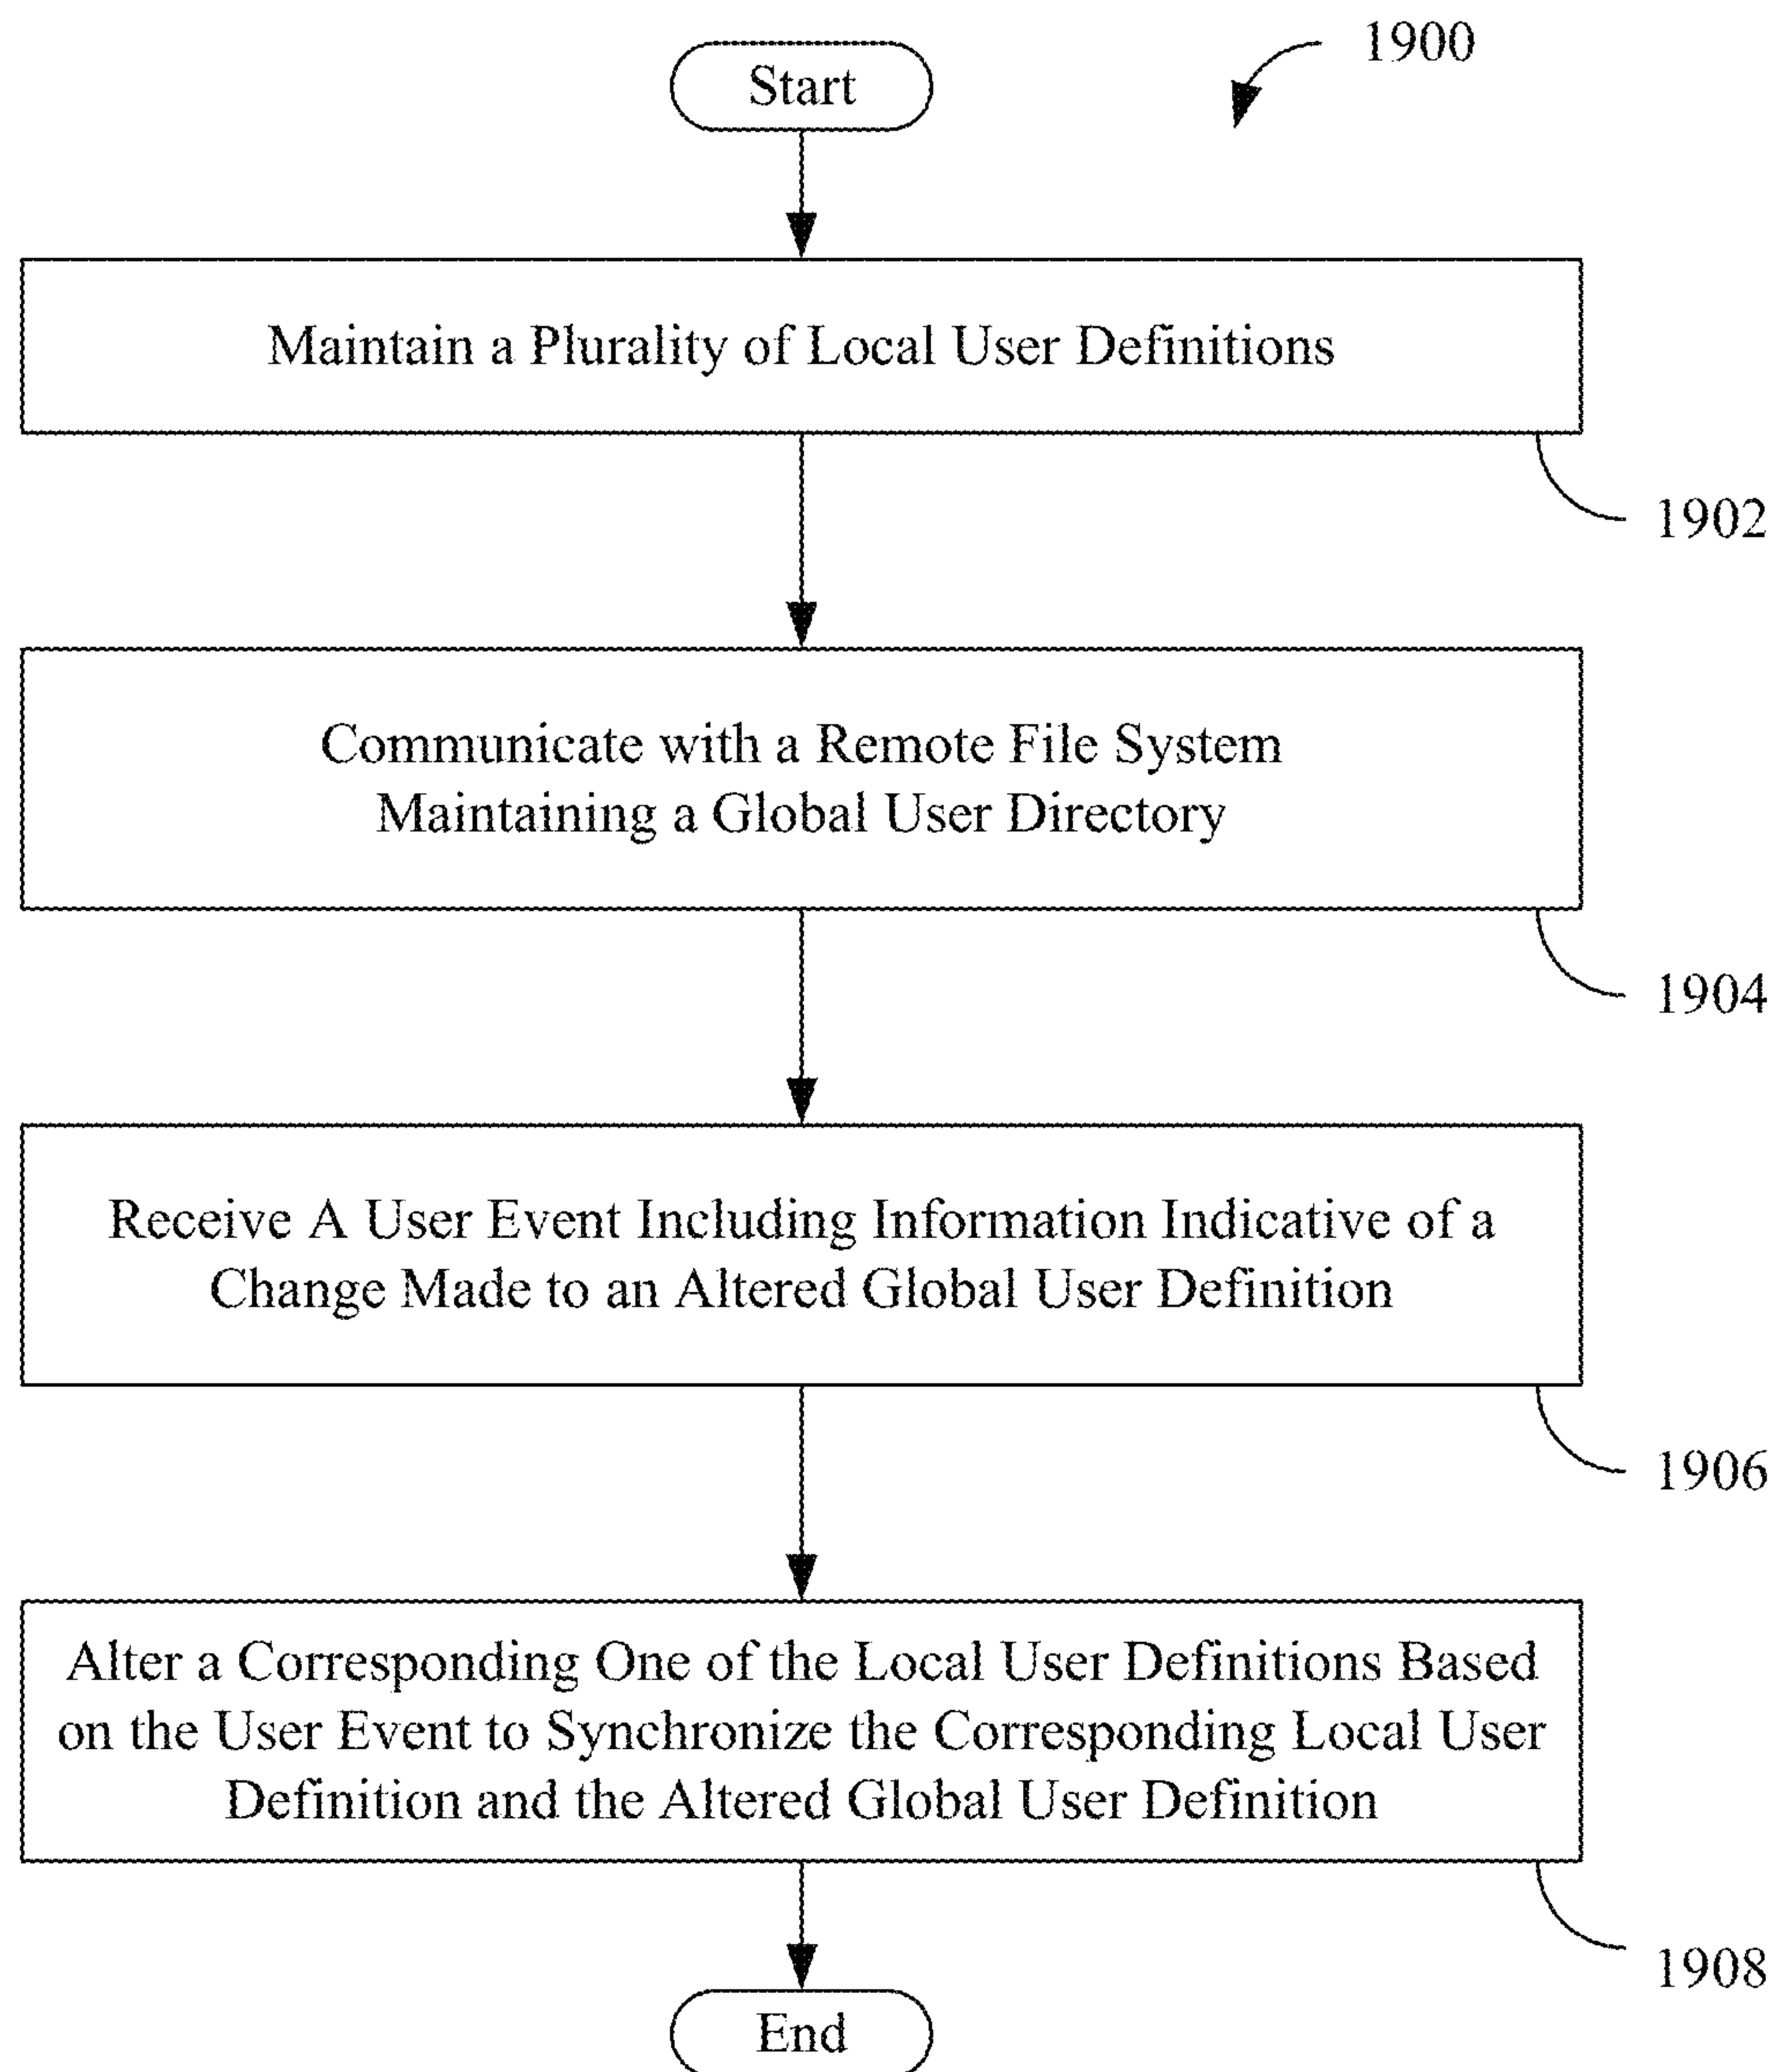 1900
Start
Maintain a Plurality of Local User Definitions
1902
Communicate with a Remote File System
Maintaining a Global User Directory
1904
Receive A User Event Including Information Indicative of a
Change Made to an Altered Global User Definition
1906
Alter a Corresponding One of the Local User Definitions Based
on the User Event to Synchronize the Corresponding Local User
Definition and the Altered Global User Definition
1908
End